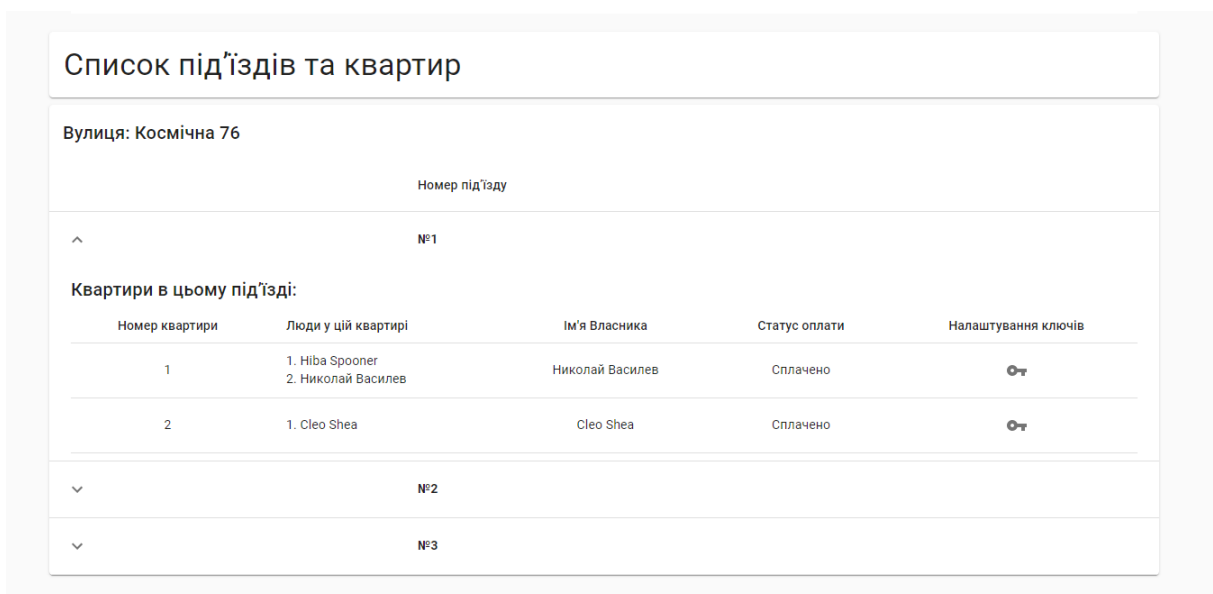 Список під’їздів та квартир
Вулиця: Космічна 76
Номер під’їзду
№1
Квартири в цьому під’їзді:
Номер квартири Люди у цій квартирі Ім’я Власника Статус оплати Налаштування ключів
1 1. Hiba Spooner 2. Николай Василев Николай Василев Сплачено
2 1. Cleo Shea Cleo Shea Сплачено
№2
№3